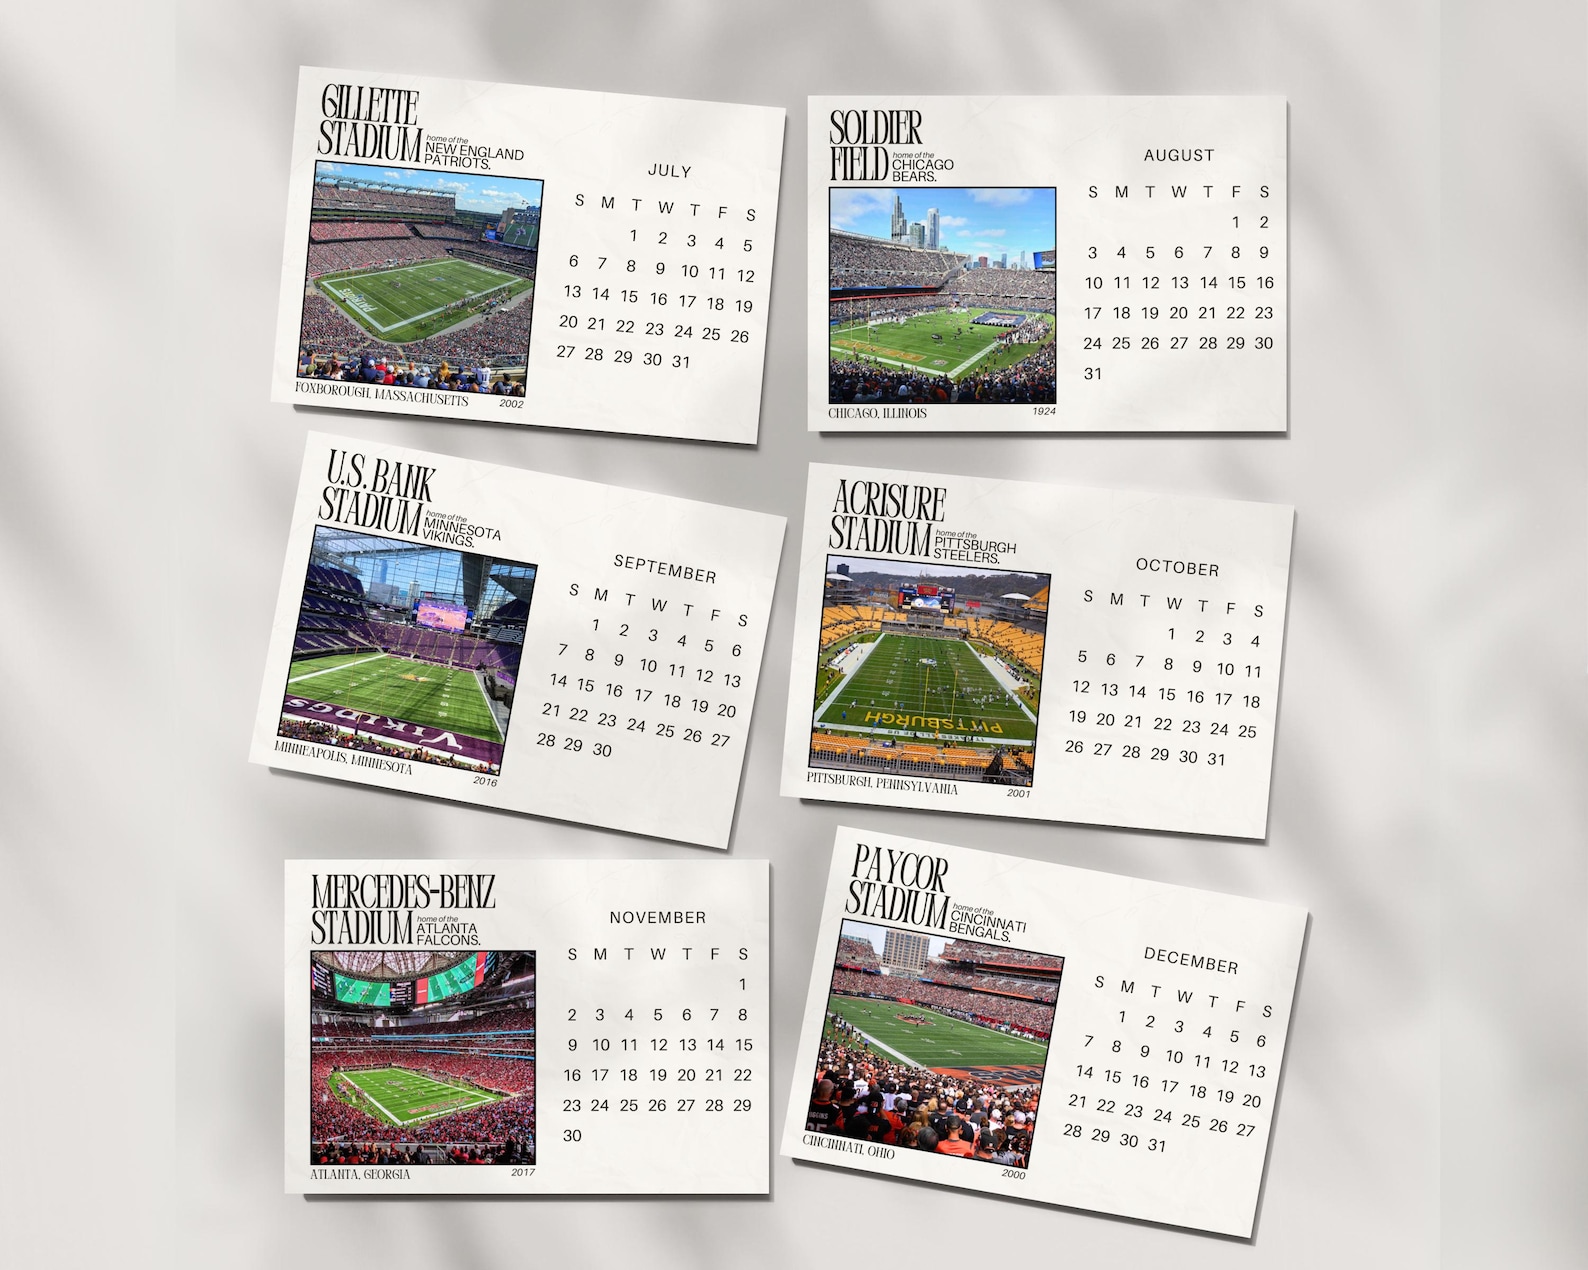 GILLETTE
STADIUM
home of the
NEW ENGLAND
PATRIOTS.
FOXBOROUGH, MASSACHUSETTS
2002
JULY
S M T W T F S
1 2 3 4 5
6 7 8 9 10 11 12
13 14 15 16 17 18 19
20 21 22 23 24 25 26
27 28 29 30 31
SOLDIER
FIELD
home of the
CHICAGO
BEARS.
CHICAGO, ILLINOIS
1924
AUGUST
S M T W T F S
1 2
3 4 5 6 7 8 9
10 11 12 13 14 15 16
17 18 19 20 21 22 23
24 25 26 27 28 29 30
31
U.S. BANK
STADIUM
home of the
MINNESOTA
VIKINGS.
VIKINGS
MINNEAPOLIS, MINNESOTA
2016
SEPTEMBER
S M T W T F S
1 2 3 4 5 6
7 8 9 10 11 12 13
14 15 16 17 18 19 20
21 22 23 24 25 26 27
28 29 30
ACRISURE
STADIUM
home of the
PITTSBURGH
STEELERS.
PITTSBURGH
PITTSBURGH, PENNSYLVANIA
2001
OCTOBER
S M T W T F S
1 2 3 4
5 6 7 8 9 10 11
12 13 14 15 16 17 18
19 20 21 22 23 24 25
26 27 28 29 30 31
MERCEDES-BENZ
STADIUM
home of the
ATLANTA
FALCONS.
ATLANTA, GEORGIA
2017
NOVEMBER
S M T W T F S
1
2 3 4 5 6 7 8
9 10 11 12 13 14 15
16 17 18 19 20 21 22
23 24 25 26 27 28 29
30
PAYCOR
STADIUM
home of the
CINCINNATI
BENGALS.
CINCINNATI, OHIO
2000
DECEMBER
S M T W T F S
1 2 3 4 5 6
7 8 9 10 11 12 13
14 15 16 17 18 19 20
21 22 23 24 25 26 27
28 29 30 31